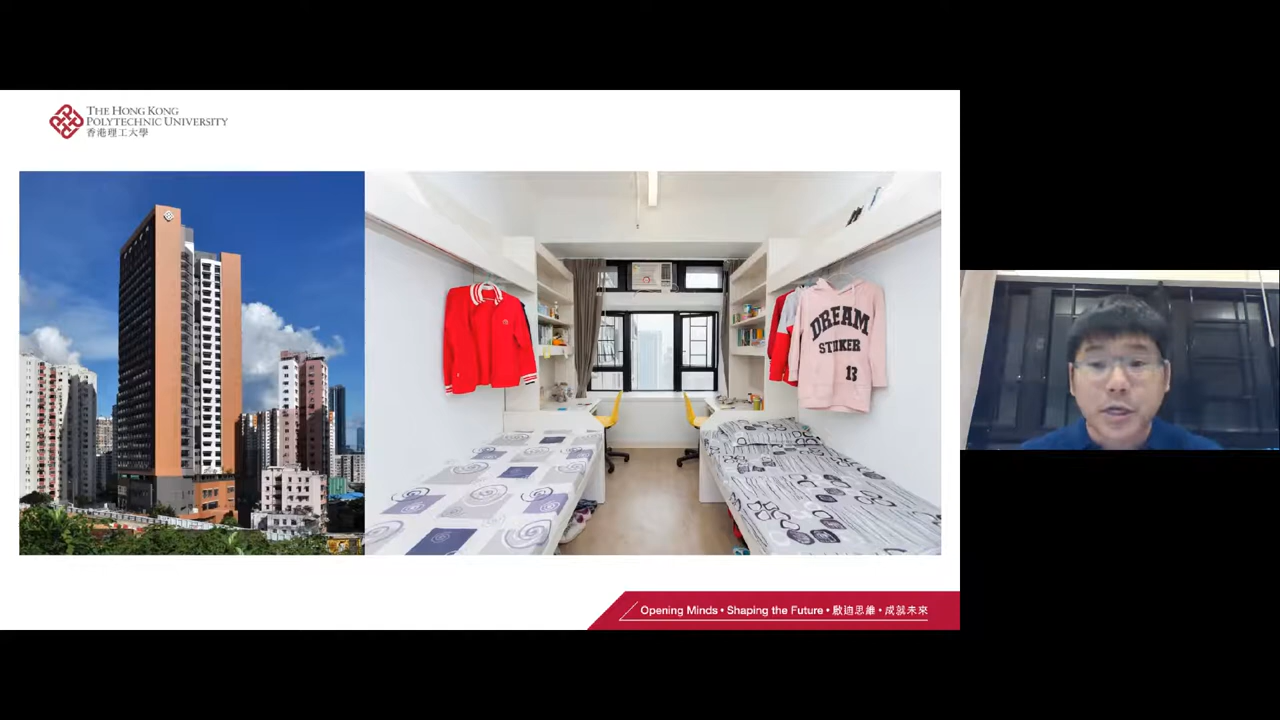 THE HONG KONG
POLYTECHNIC UNIVERSITY
香港理工大學
DREAM
13
Opening Minds • Shaping the Future • 啟迪思維 • 成就未來